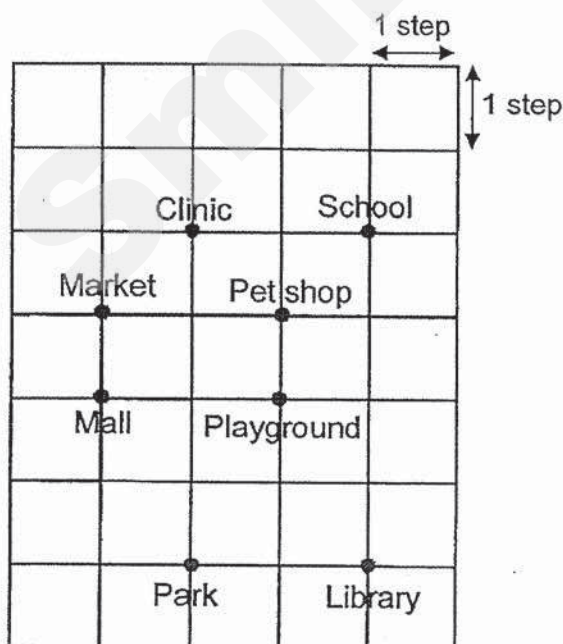 1 step
1 step
Clinic
School
Market
Pet shop
Mall
Playground
Park
Library